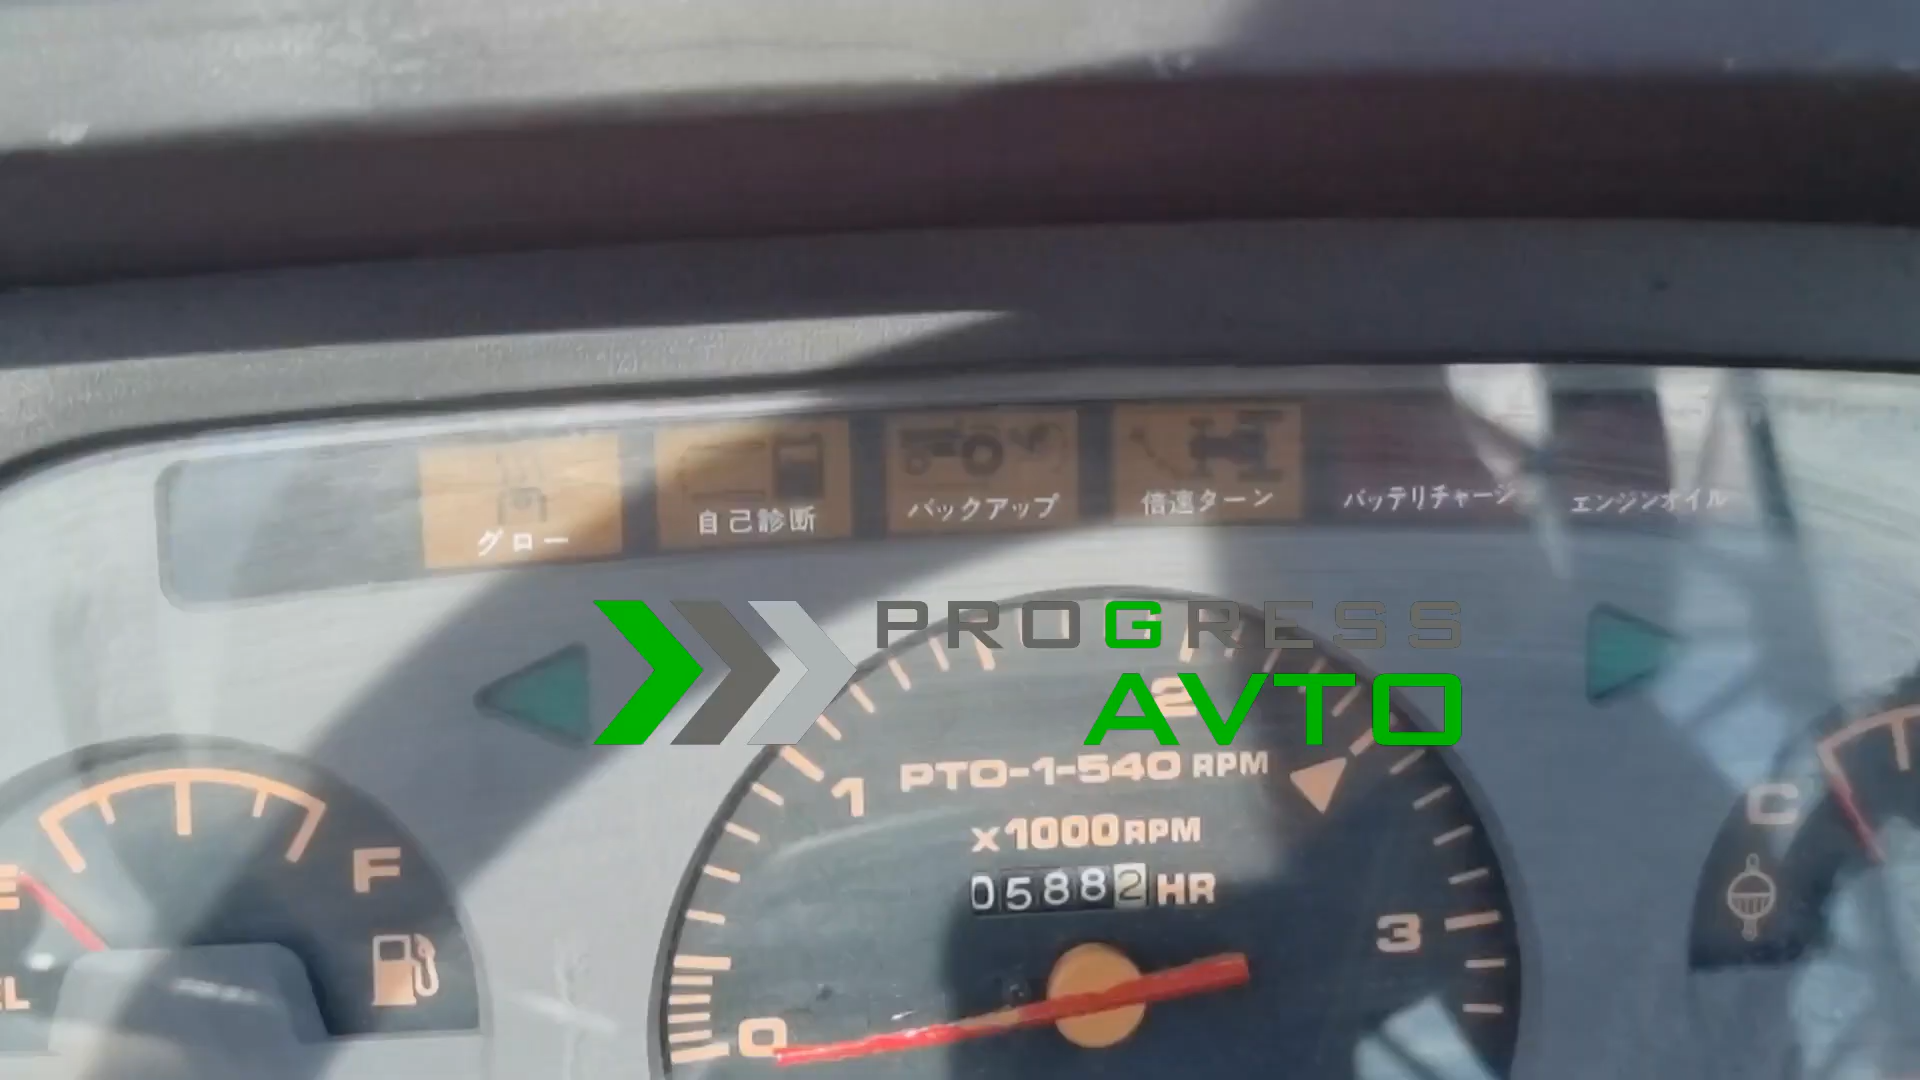 グロー
自己診断
バックアップ
倍速ターン
バッテリチャージ
エンジンオイル
PROGRESS
AVTO
2
1
PTO-1-540 RPM
x1000RPM
05882 HR
3
0
E
F
C